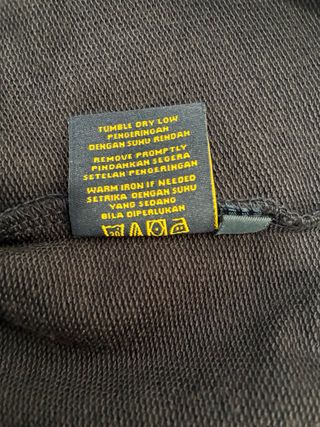 TUMBLE DRY LOW
PENGERINGAH
DENGAN SUHU RENDAH
REMOVE PROMPTLY
PINDAHKAN SEGERA
SETELAH PENGERINGAN
WARM IRON IF NEEDED
SETRIKA DENGAN SUHU
YANG SEDANG
BILA DIPERLUKAN